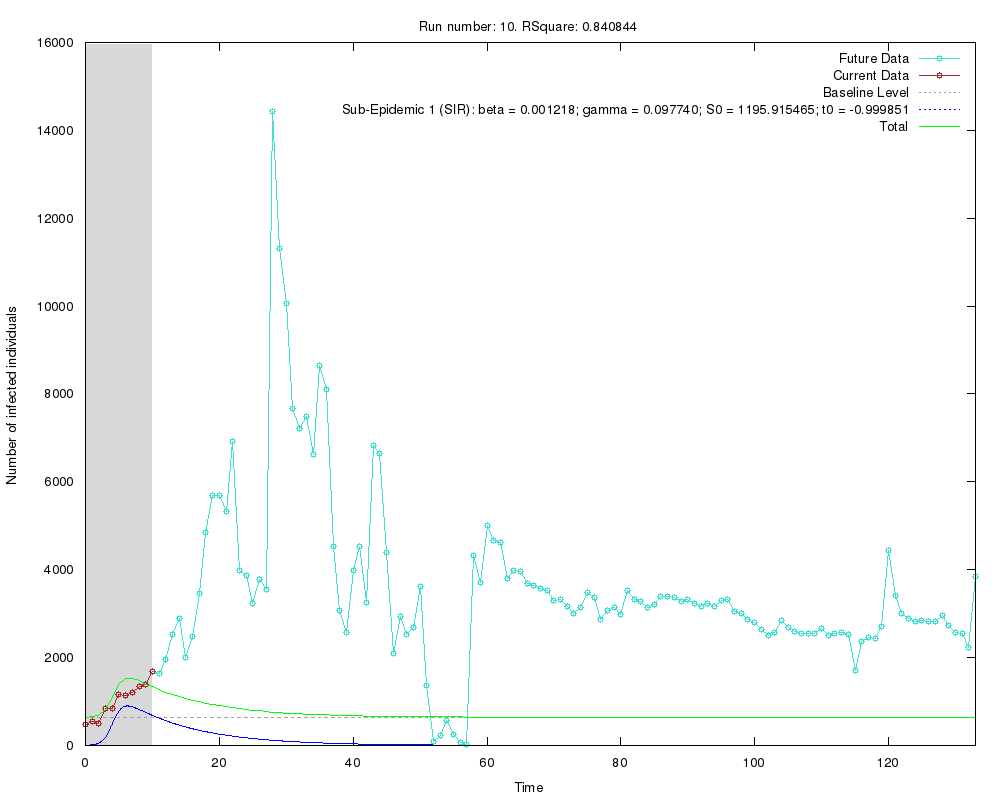 Run number: 10. RSquare: 0.840844
Number of infected individuals
16000
14000
12000
10000
8000
6000
4000
2000
0
Future Data
Current Data
Baseline Level
Sub-Epidemic 1 (SIR): beta = 0.001218; gamma = 0.097740; S0 = 1195.915465; t0 = -0.999851
Total
0 20 40 60 80 100 120
Time